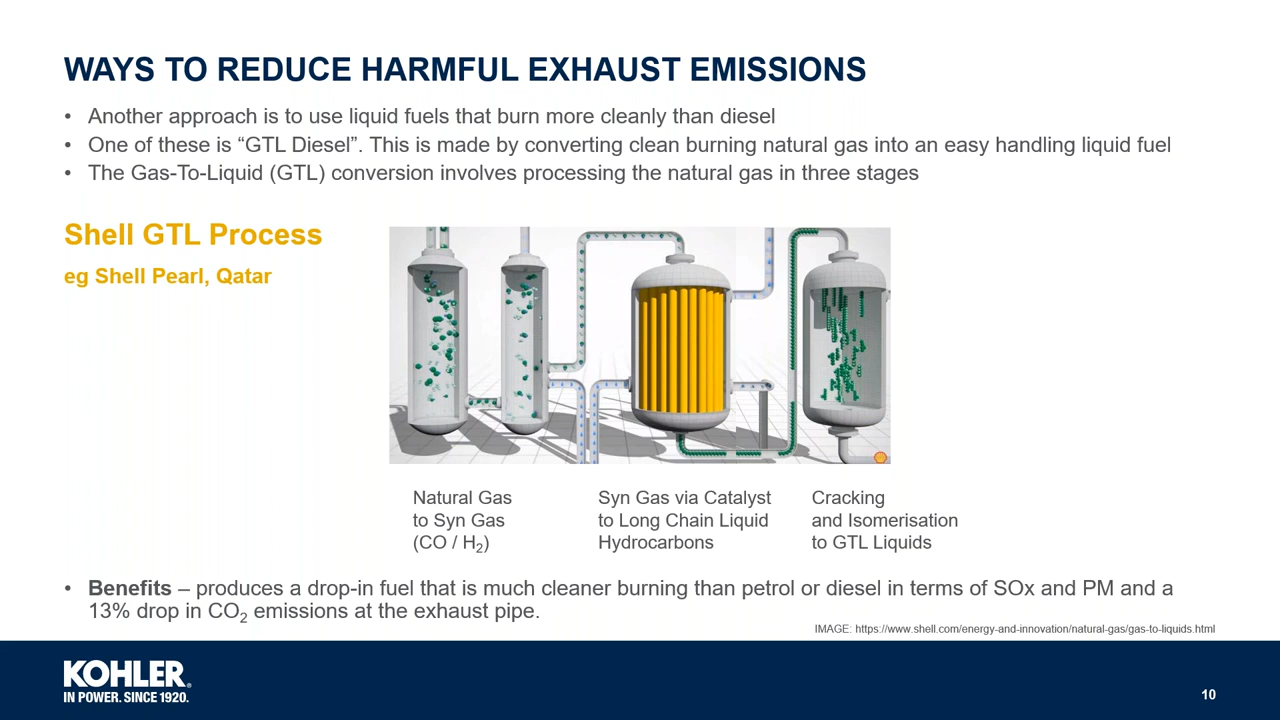 WAYS TO REDUCE HARMFUL EXHAUST EMISSIONS
• Another approach is to use liquid fuels that burn more cleanly than diesel
• One of these is “GTL Diesel”. This is made by converting clean burning natural gas into an easy handling liquid fuel
• The Gas-To-Liquid (GTL) conversion involves processing the natural gas in three stages
Shell GTL Process
eg Shell Pearl, Qatar
Natural Gas
to Syn Gas
(CO / H₂)
Syn Gas via Catalyst
to Long Chain Liquid
Hydrocarbons
Cracking
and Isomerisation
to GTL Liquids
• Benefits – produces a drop-in fuel that is much cleaner burning than petrol or diesel in terms of SOx and PM and a
13% drop in CO₂ emissions at the exhaust pipe.
IMAGE: https://www.shell.com/energy-and-innovation/natural-gas/gas-to-liquids.html
KOHLER®
IN POWER. SINCE 1920.
10